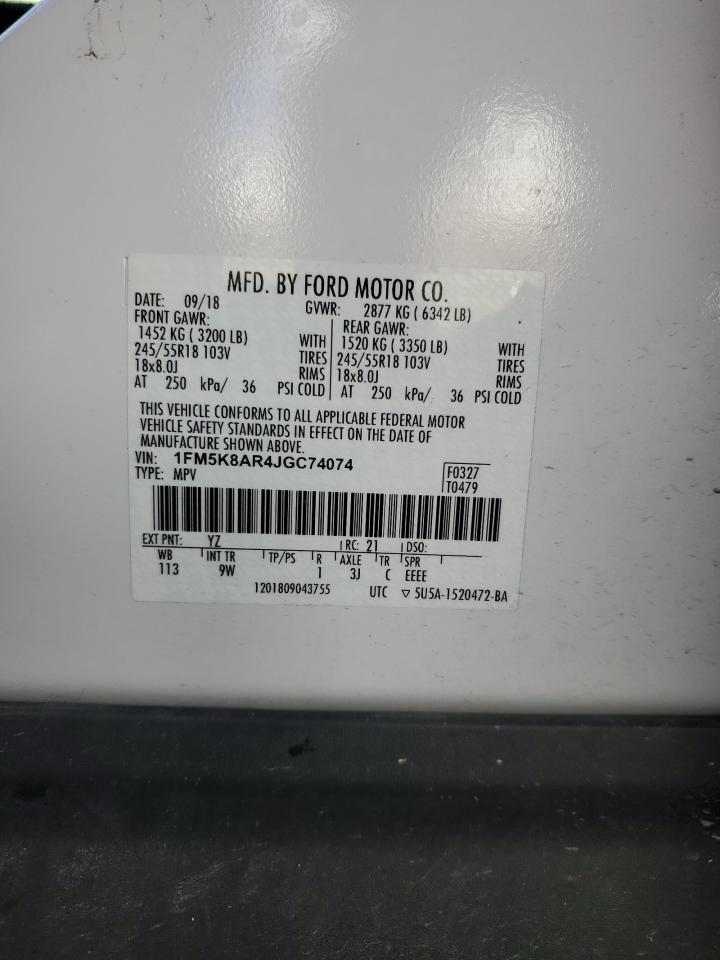 MFD. BY FORD MOTOR CO.
DATE: 09/18 GVWR: 2877 KG ( 6342 LB)
FRONT GAWR: REAR GAWR:
1452 KG ( 3200 LB) WITH 1520 KG ( 3350 LB) WITH
245/55R18 103V TIRES 245/55R18 103V TIRES
18x8.0J RIMS 18x8.0J RIMS
AT 250 kPa/ 36 PSI COLD AT 250 kPa/ 36 PSI COLD
THIS VEHICLE CONFORMS TO ALL APPLICABLE FEDERAL MOTOR
VEHICLE SAFETY STANDARDS IN EFFECT ON THE DATE OF
MANUFACTURE SHOWN ABOVE.
VIN: 1FM5K8AR4JGC74074
TYPE: MPV
F0327
T0479
EXT PNT: YZ RC: 21 DSO:
WB INT TR TP/PS R AXLE TR SPR
113 9W 1 3J C EEEE
1201809043755 UTC ▽ 5U5A-1520472-BA